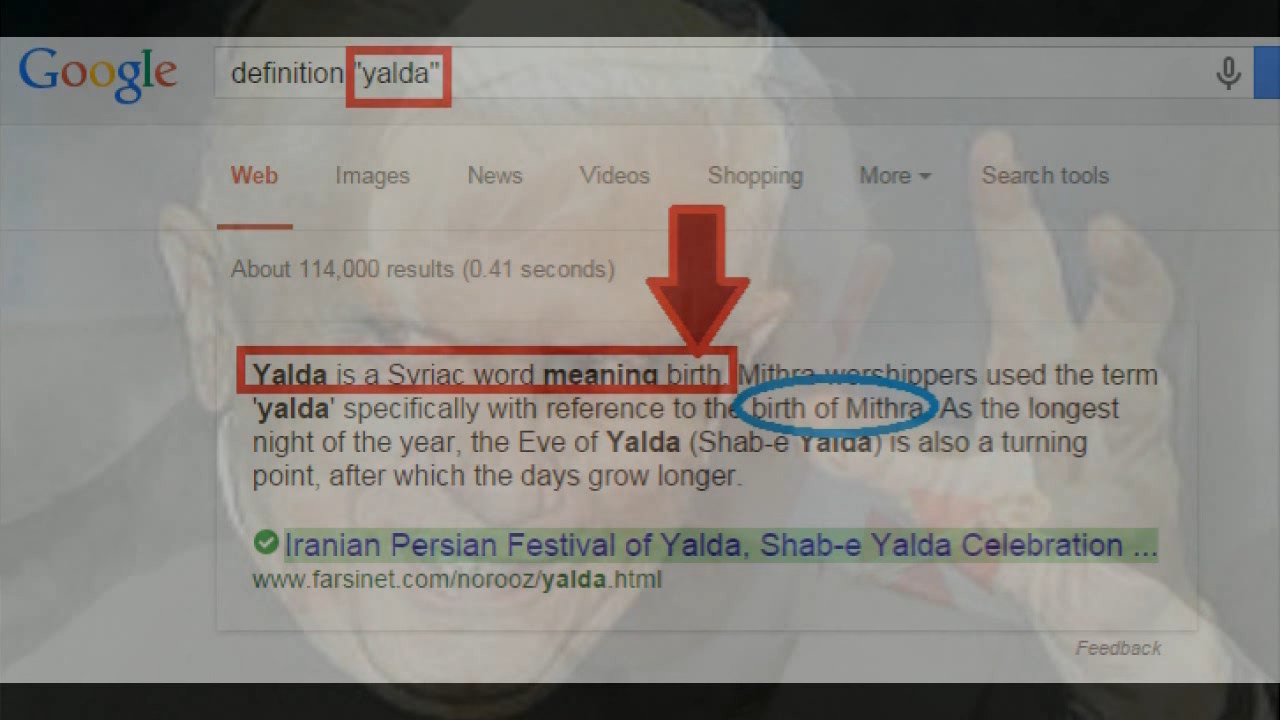 Google
definition "yalda"
Web Images News Videos Shopping More Search tools
About 114,000 results (0.41 seconds)
Yalda is a Syriac word meaning birth. Mithra worshippers used the term
'yalda' specifically with reference to the birth of Mithra. As the longest
night of the year, the Eve of Yalda (Shab-e Yalda) is also a turning
point, after which the days grow longer.
Iranian Persian Festival of Yalda, Shab-e Yalda Celebration ...
www.farsinet.com/norooz/yalda.html
Feedback